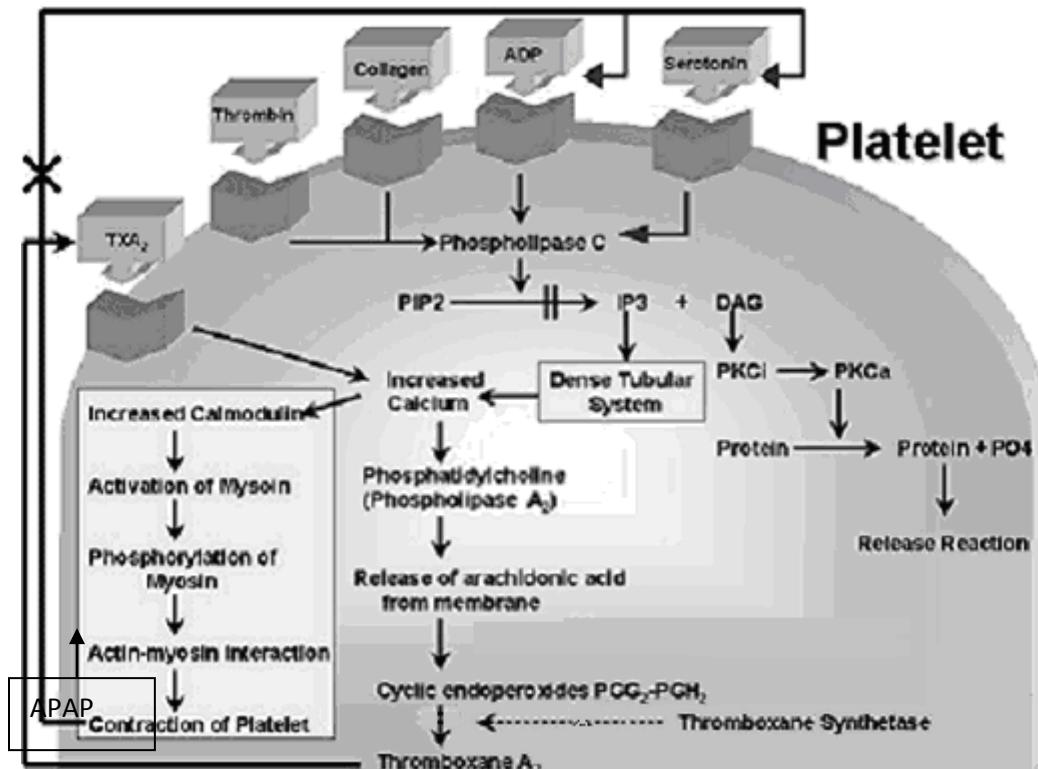 ADP
Serotonin
Collagen
Thrombin
Platelet
TXA2
Phospholipase C
PIP2
IP3 + DAG
PKCi
PKCa
Increased
Calcium
Dense Tubular
System
Increased Calmodulin
Protein
Protein + PO4
Phosphatidylcholine
(Phospholipase A2)
Activation of Mysoin
Release Reaction
Phosphorylation of
Myosin
Release of arachidonic acid
from membrane
Actin-myosin interaction
Cyclic endoperoxides PGG2-PGH2
APAP
Contraction of Platelet
Thromboxane Synthetase
Thromboxane A2